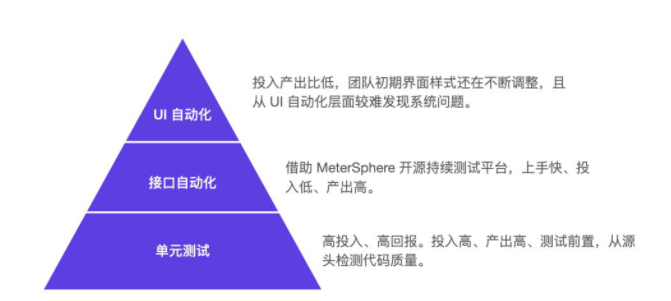 UI 自动化
投入产出比低，团队初期界面样式还在不断调整，且
从 UI 自动化层面较难发现系统问题。
接口自动化
借助 MeterSphere 开源持续测试平台，上手快、投
入低、产出高。
单元测试
高投入、高回报。投入高、产出高、测试前置，从源
头检测代码质量。